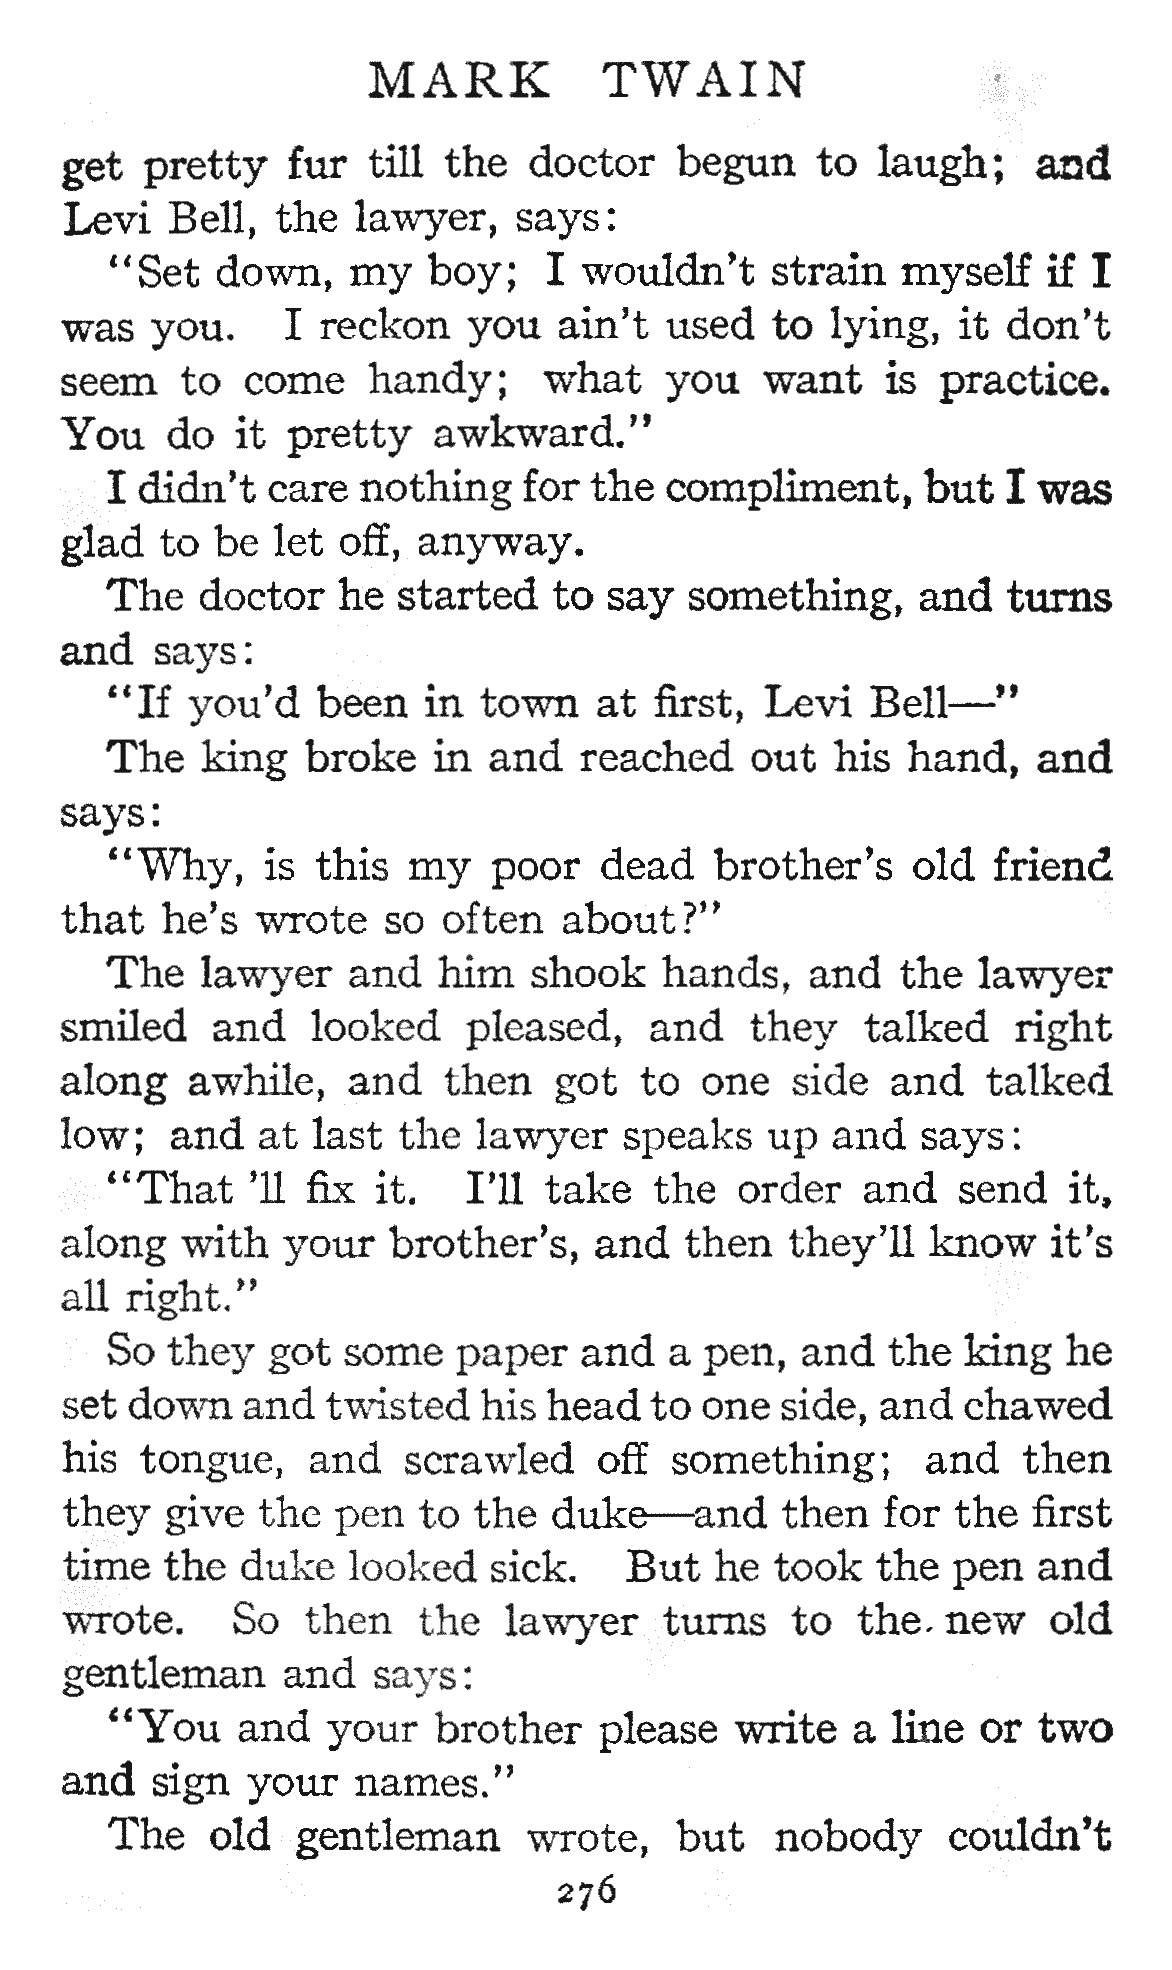 MARK TWAIN
get pretty fur till the doctor begun to laugh; and
Levi Bell, the lawyer, says:
"Set down, my boy; I wouldn't strain myself if I
was you. I reckon you ain't used to lying, it don't
seem to come handy; what you want is practice.
You do it pretty awkward."
I didn't care nothing for the compliment, but I was
glad to be let off, anyway.
The doctor he started to say something, and turns
and says:
"If you'd been in town at first, Levi Bell—"
The king broke in and reached out his hand, and
says:
"Why, is this my poor dead brother's old friend
that he's wrote so often about?"
The lawyer and him shook hands, and the lawyer
smiled and looked pleased, and they talked right
along awhile, and then got to one side and talked
low; and at last the lawyer speaks up and says:
"That 'll fix it. I'll take the order and send it,
along with your brother's, and then they'll know it's
all right."
So they got some paper and a pen, and the king he
set down and twisted his head to one side, and chawed
his tongue, and scrawled off something; and then
they give the pen to the duke—and then for the first
time the duke looked sick. But he took the pen and
wrote. So then the lawyer turns to the new old
gentleman and says:
"You and your brother please write a line or two
and sign your names."
The old gentleman wrote, but nobody couldn't
276